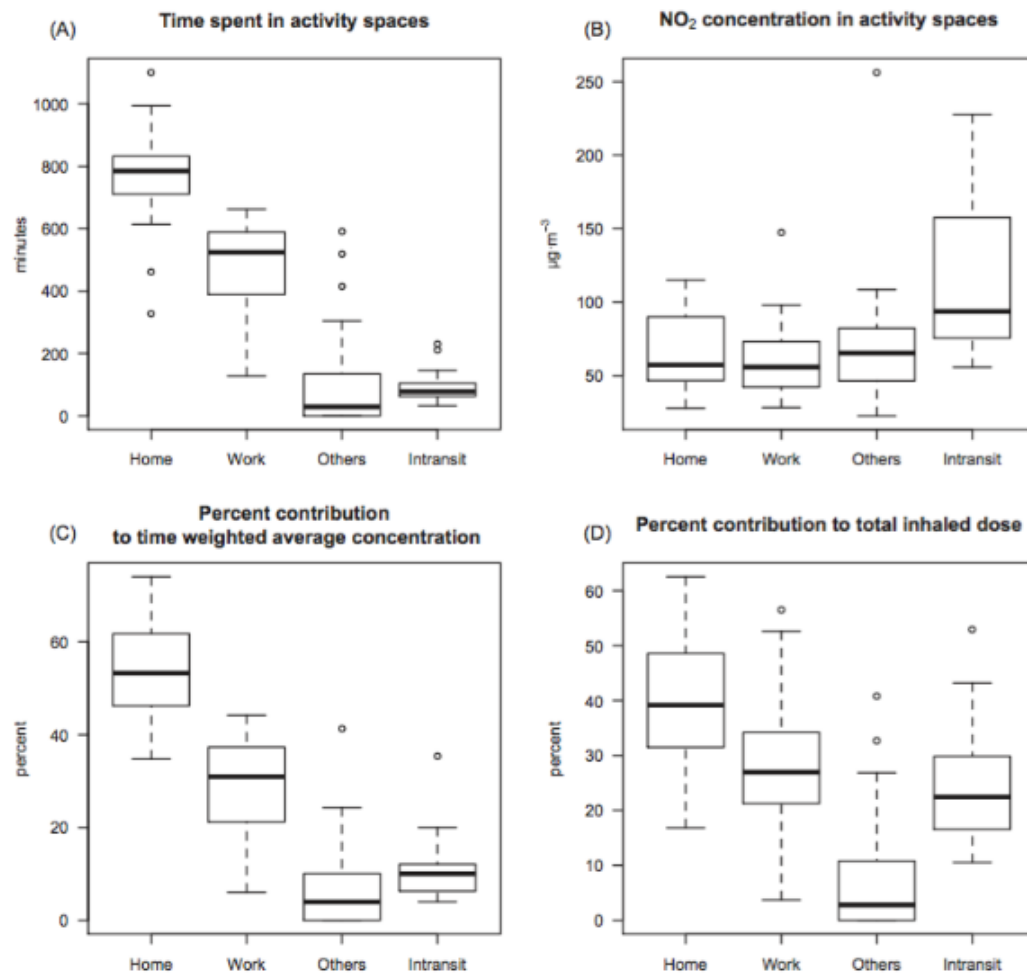 (A)
Time spent in activity spaces
1000
800
600
400
200
0
minutes
Home Work Others Intransit
(B)
NO₂ concentration in activity spaces
250
200
150
100
50
µg·m⁻³
Home Work Others Intransit
(C)
Percent contribution
to time weighted average concentration
60
40
20
0
percent
Home Work Others Intransit
(D)
Percent contribution to total inhaled dose
60
50
40
30
20
10
0
percent
Home Work Others Intransit